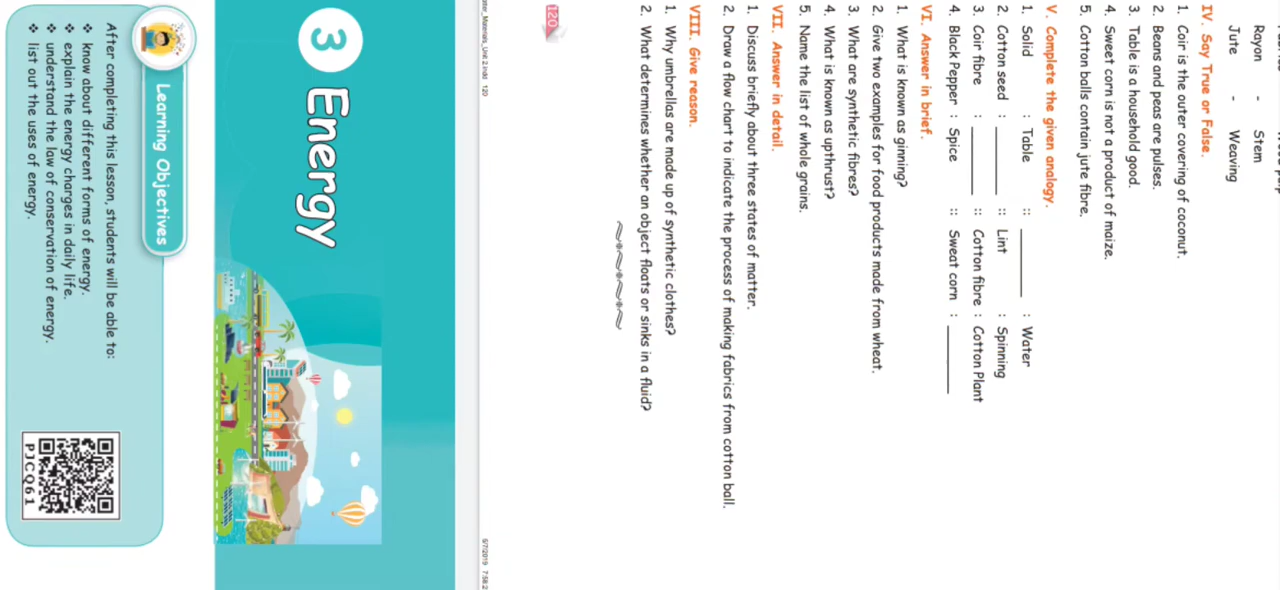 Rayon - Stem
Jute - Weaving
IV. Say True or False.
1. Coir is the outer covering of coconut.
2. Beans and peas are pulses.
3. Table is a household good.
4. Sweet corn is not a product of maize.
5. Cotton balls contain jute fibre.
V. Complete the given analogy.
1. Solid : Table :: ________ : Water
2. Cotton seed : ________ :: Lint : Spinning
3. Coir fibre : ________ :: Cotton fibre : Cotton Plant
4. Black Pepper : Spice :: Sweat corn : ________
VI. Answer in brief.
1. What is known as ginning?
2. Give two examples for food products made from wheat.
3. What are synthetic fibres?
4. What is known as upthrust?
5. Name the list of whole grains.
VII. Answer in detail.
1. Discuss briefly about three states of matter.
2. Draw a flow chart to indicate the process of making fabrics from cotton ball.
VIII. Give reason.
1. Why umbrellas are made up of synthetic clothes?
2. What determines whether an object floats or sinks in a fluid?
120
3
Energy
Learning Objectives
After completing this lesson, students will be able to:
❖ know about different forms of energy.
❖ explain the energy charges in daily life.
❖ understand the law of conservation of energy.
❖ list out the uses of energy.
PJCQ61